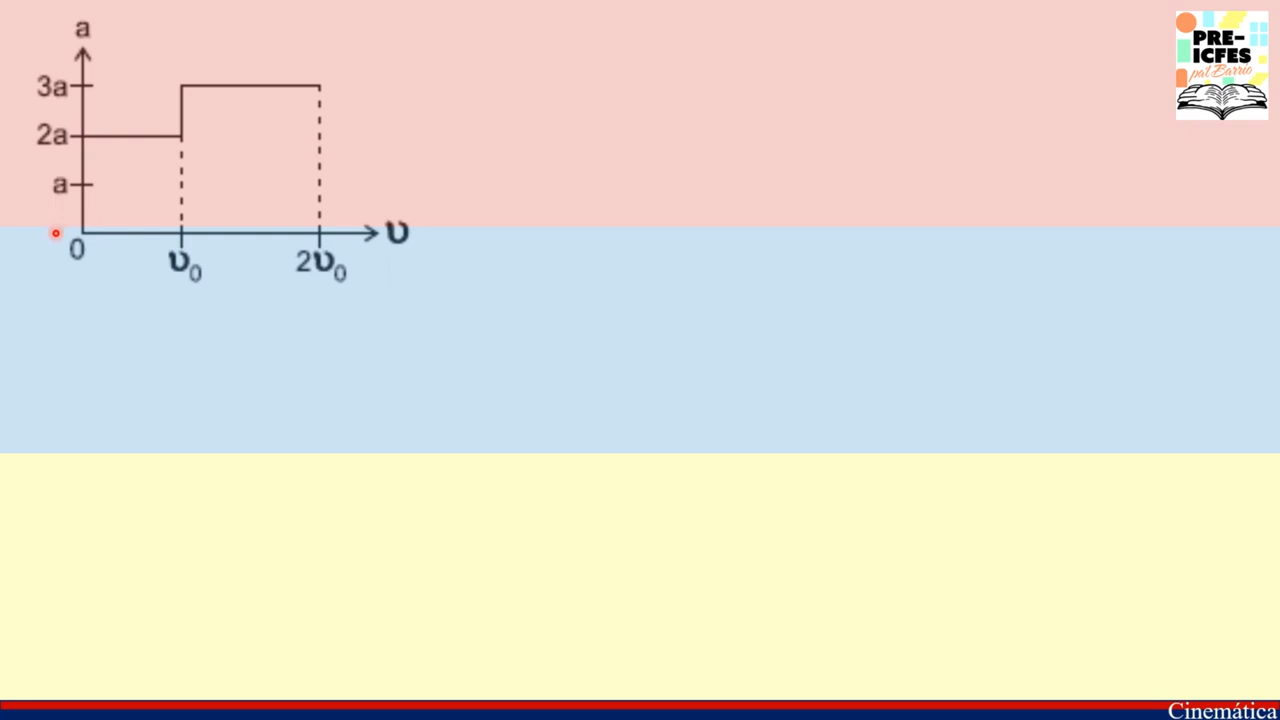 PRE-
ICFES
pa'l Barrio
a
3a
2a
a
0
υ
υ₀
2υ₀
Cinemática